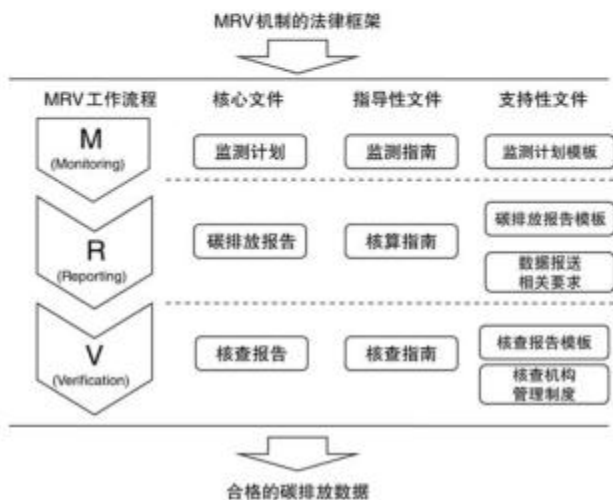 MRV机制的法律框架
MRV工作流程 核心文件 指导性文件 支持性文件
M
(Monitoring)
监测计划 监测指南 监测计划模板
R
(Reporting)
碳排放报告 核算指南 碳排放报告模板
数据报送
相关要求
V
(Verification)
核查报告 核查指南 核查报告模板
核查机构
管理制度
合格的碳排放数据